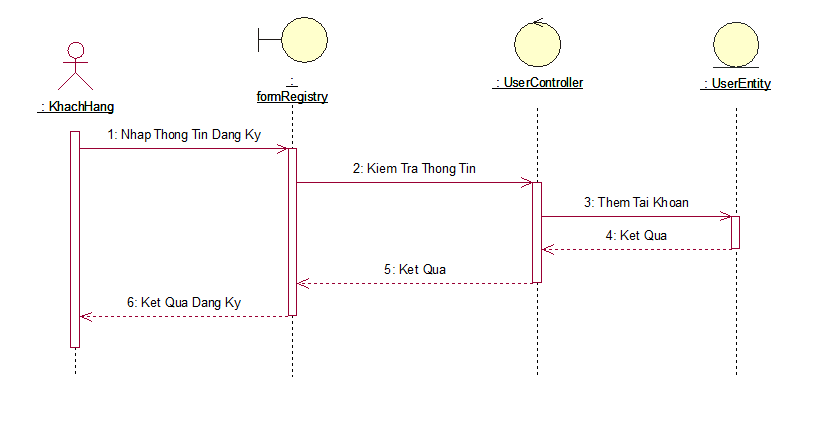 : KhachHang
:
formRegistry
: UserController
: UserEntity
1: Nhap Thong Tin Dang Ky
2: Kiem Tra Thong Tin
3: Them Tai Khoan
4: Ket Qua
5: Ket Qua
6: Ket Qua Dang Ky